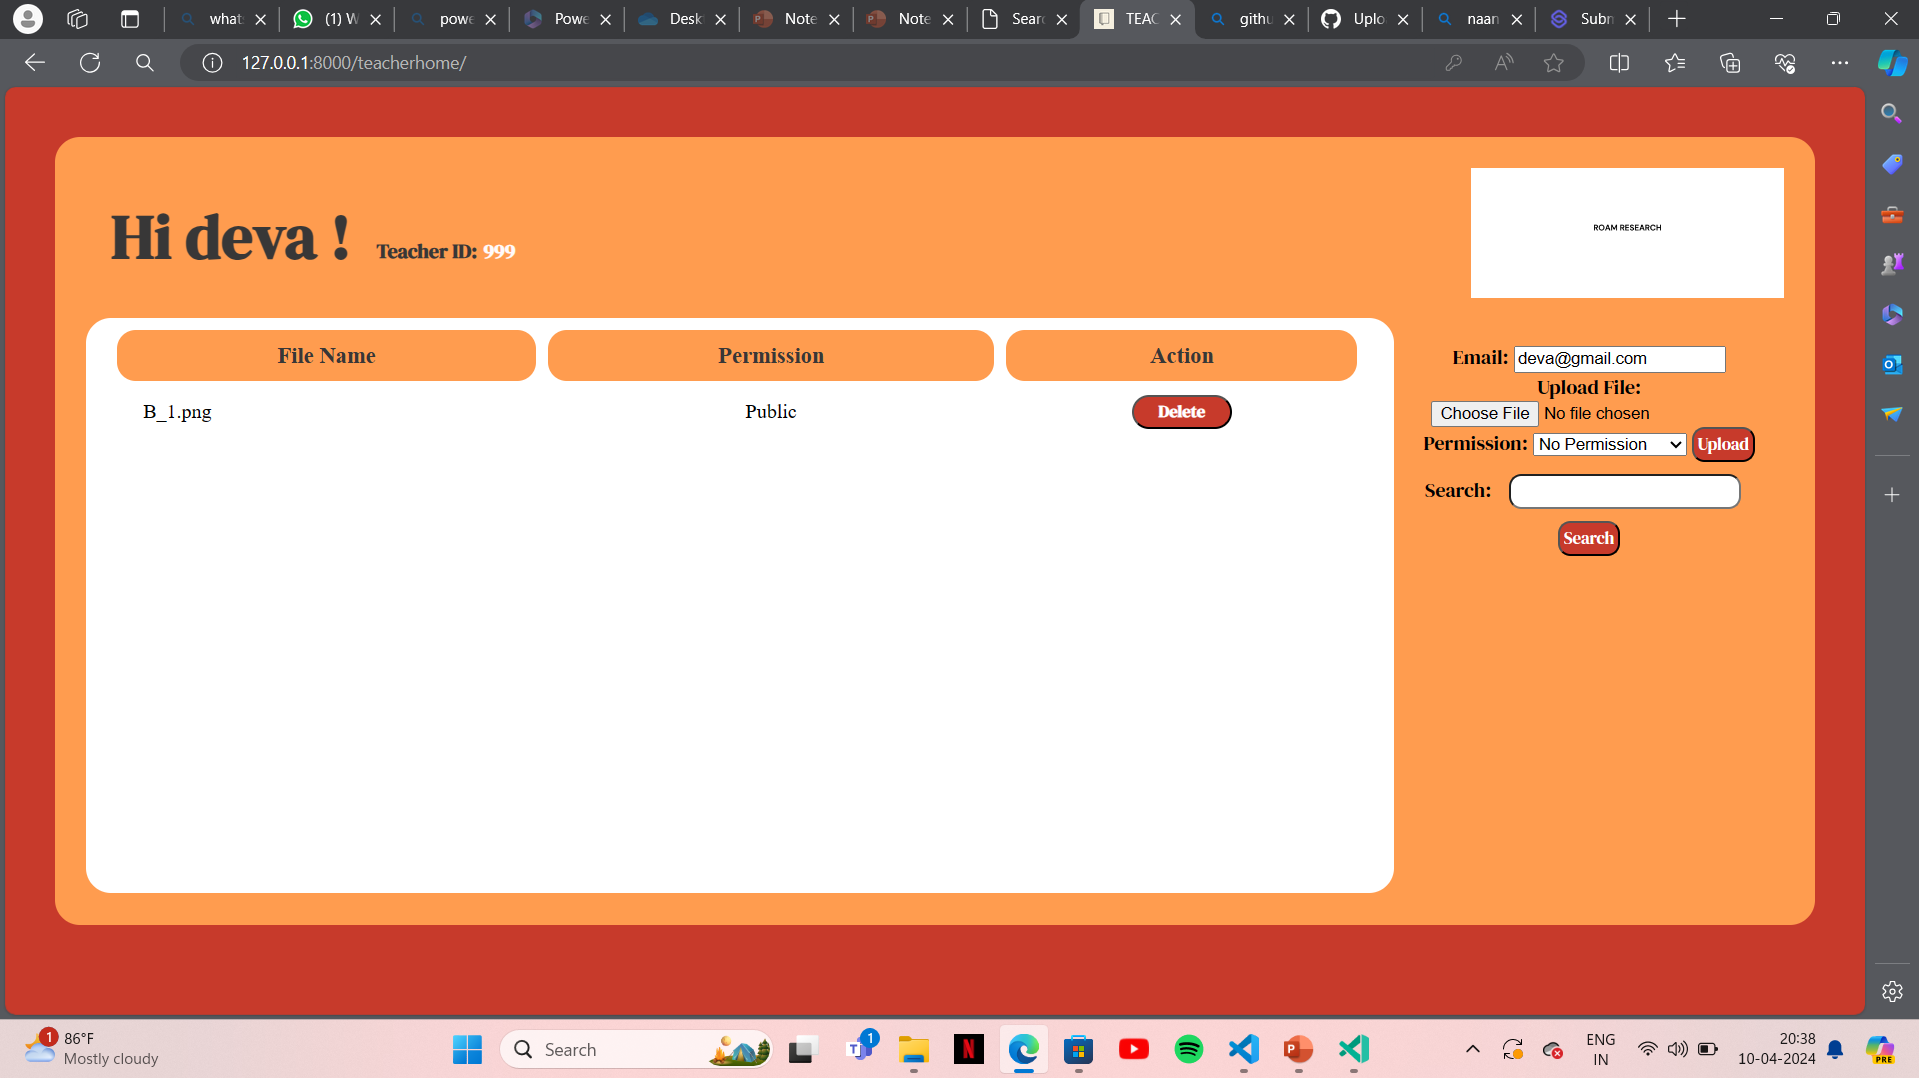 what
(1) W
powe
Powe
Desk
Note
Note
Sear
TEAC
githu
Uplo
naan
Subn
127.0.0.1:8000/teacherhome/
ROAM RESEARCH
Hi deva !
Teacher ID: 999
File Name
Permission
Action
B_1.png
Public
Delete
Email: deva@gmail.com
Upload File:
Choose File No file chosen
Permission: No Permission Upload
Search:
Search
1
86°F
Mostly cloudy
Search
1
ENG
IN
20:38
10-04-2024
PRE